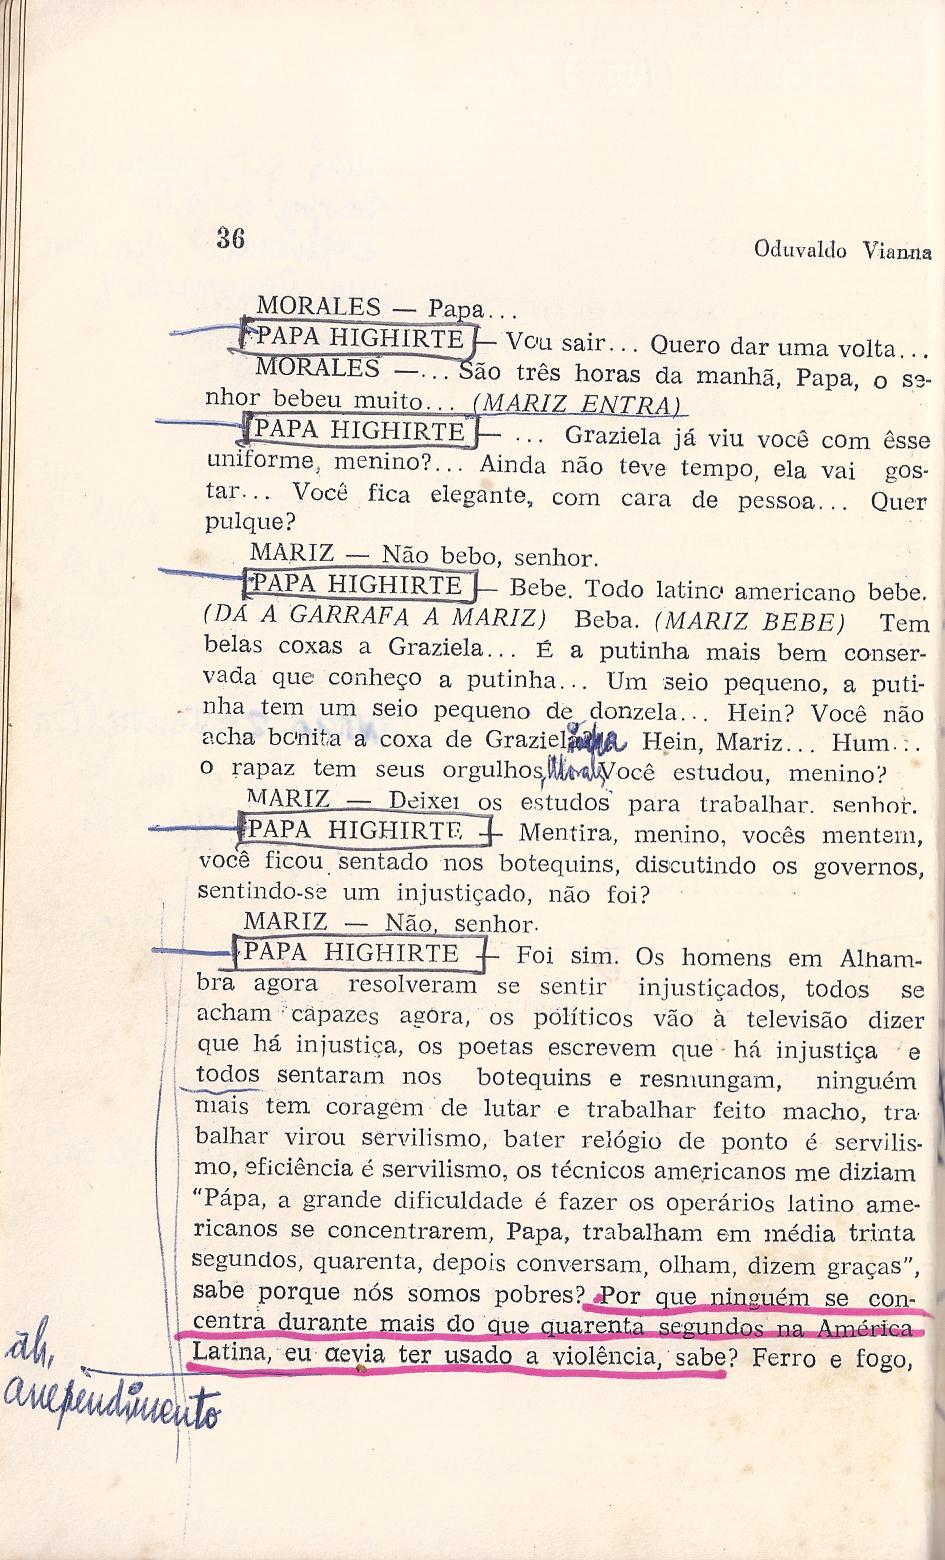 36
Oduvaldo Vianna
MORALES — Papa...
PAPA HIGHIRTE — Vou sair... Quero dar uma volta...
MORALES —... São três horas da manhã, Papa, o se-
nhor bebeu muito... (MARIZ ENTRA)
PAPA HIGHIRTE — ... Graziela já viu você com êsse
uniforme, menino?... Ainda não teve tempo, ela vai gos-
tar... Você fica elegante, com cara de pessoa... Quer
pulque?
MARIZ — Não bebo, senhor.
PAPA HIGHIRTE — Bebe. Todo latino americano bebe.
(DÁ A GARRAFA A MARIZ) Beba. (MARIZ BEBE) Tem
belas coxas a Graziela... É a putinha mais bem conser-
vada que conheço a putinha... Um seio pequeno, a puti-
nha tem um seio pequeno de donzela... Hein? Você não
acha bonita a coxa de Graziela Hein, Mariz... Hum...
o rapaz tem seus orgulhos, Você estudou, menino?
MARIZ — Deixei os estudos para trabalhar. senhor.
PAPA HIGHIRTE — Mentira, menino, vocês mentem,
você ficou sentado nos botequins, discutindo os governos,
sentindo-se um injustiçado, não foi?
MARIZ — Não, senhor.
PAPA HIGHIRTE — Foi sim. Os homens em Alham-
bra agora resolveram se sentir injustiçados, todos se
acham capazes agora, os políticos vão à televisão dizer
que há injustiça, os poetas escrevem que há injustiça e
todos sentaram nos botequins e resmungam, ninguém
mais tem coragem de lutar e trabalhar feito macho, tra-
balhar virou servilismo, bater relógio de ponto é servilis-
mo, eficiência é servilismo, os técnicos americanos me diziam
"Pápa, a grande dificuldade é fazer os operários latino ame-
ricanos se concentrarem, Papa, trabalham em média trinta
segundos, quarenta, depois conversam, olham, dizem graças",
sabe porque nós somos pobres? Por que ninguém se con-
centra durante mais do que quarenta segundos na América
Latina, eu devia ter usado a violência, sabe? Ferro e fogo,
ah,
arrependimento